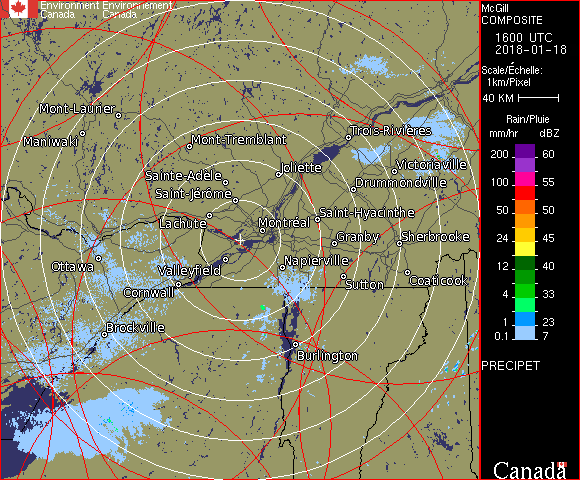 Environment Environnement
Canada Canada
McGill
COMPOSITE
1600 UTC
2018-01-18
Scale/Échelle:
1km/Pixel
40 KM
Rain/Pluie
mm/hr dBZ
200 60
150 57
100 55
50 50
24 45
12 40
4 33
1 23
0.1 7
PRECIPET
Canada
Mont-Laurier
Maniwaki
Mont-Tremblant
Trois-Rivières
Joliette
Victoriaville
Sainte-Adèle
Drummondville
Saint-Jérôme
Lachute
Saint-Hyacinthe
Montréal
Granby
Sherbrooke
Ottawa
Valleyfield
Napierville
Cornwall
Sutton
Coaticook
Brockville
Burlington